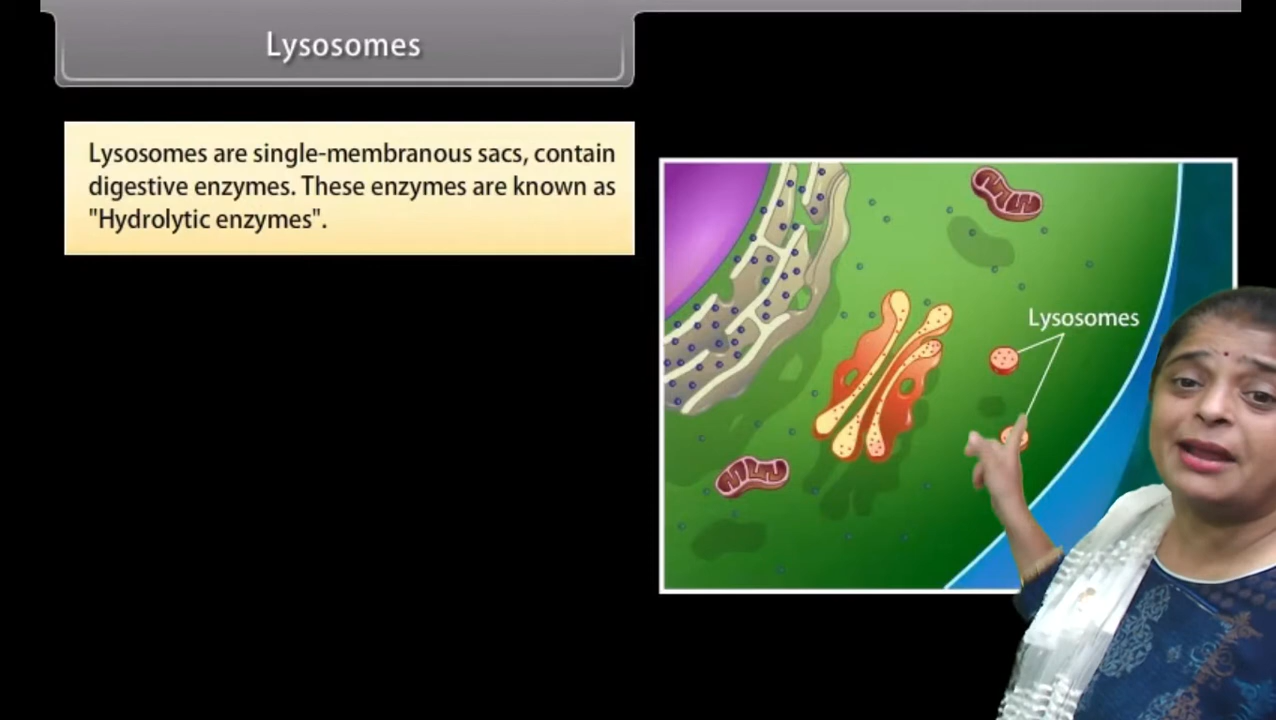 Lysosomes
Lysosomes are single-membranous sacs, contain
digestive enzymes. These enzymes are known as
"Hydrolytic enzymes".
Lysosomes